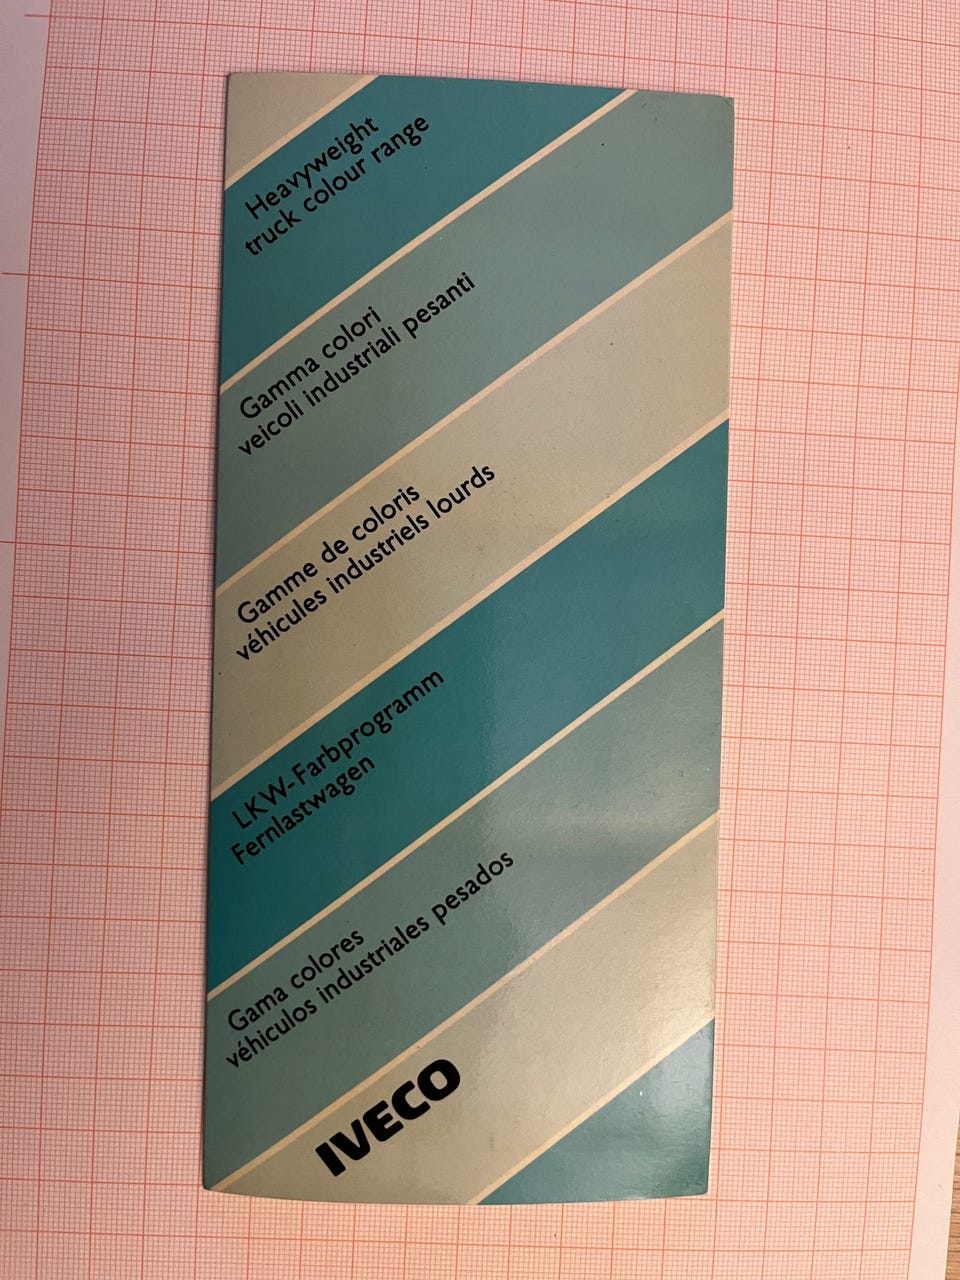 Heavyweight
truck colour range
Gamma colori
veicoli industriali pesanti
Gamme de coloris
véhicules industriels lourds
LKW-Farbprogramm
Fernlastwagen
Gama colores
véhiculos industriales pesados
IVECO